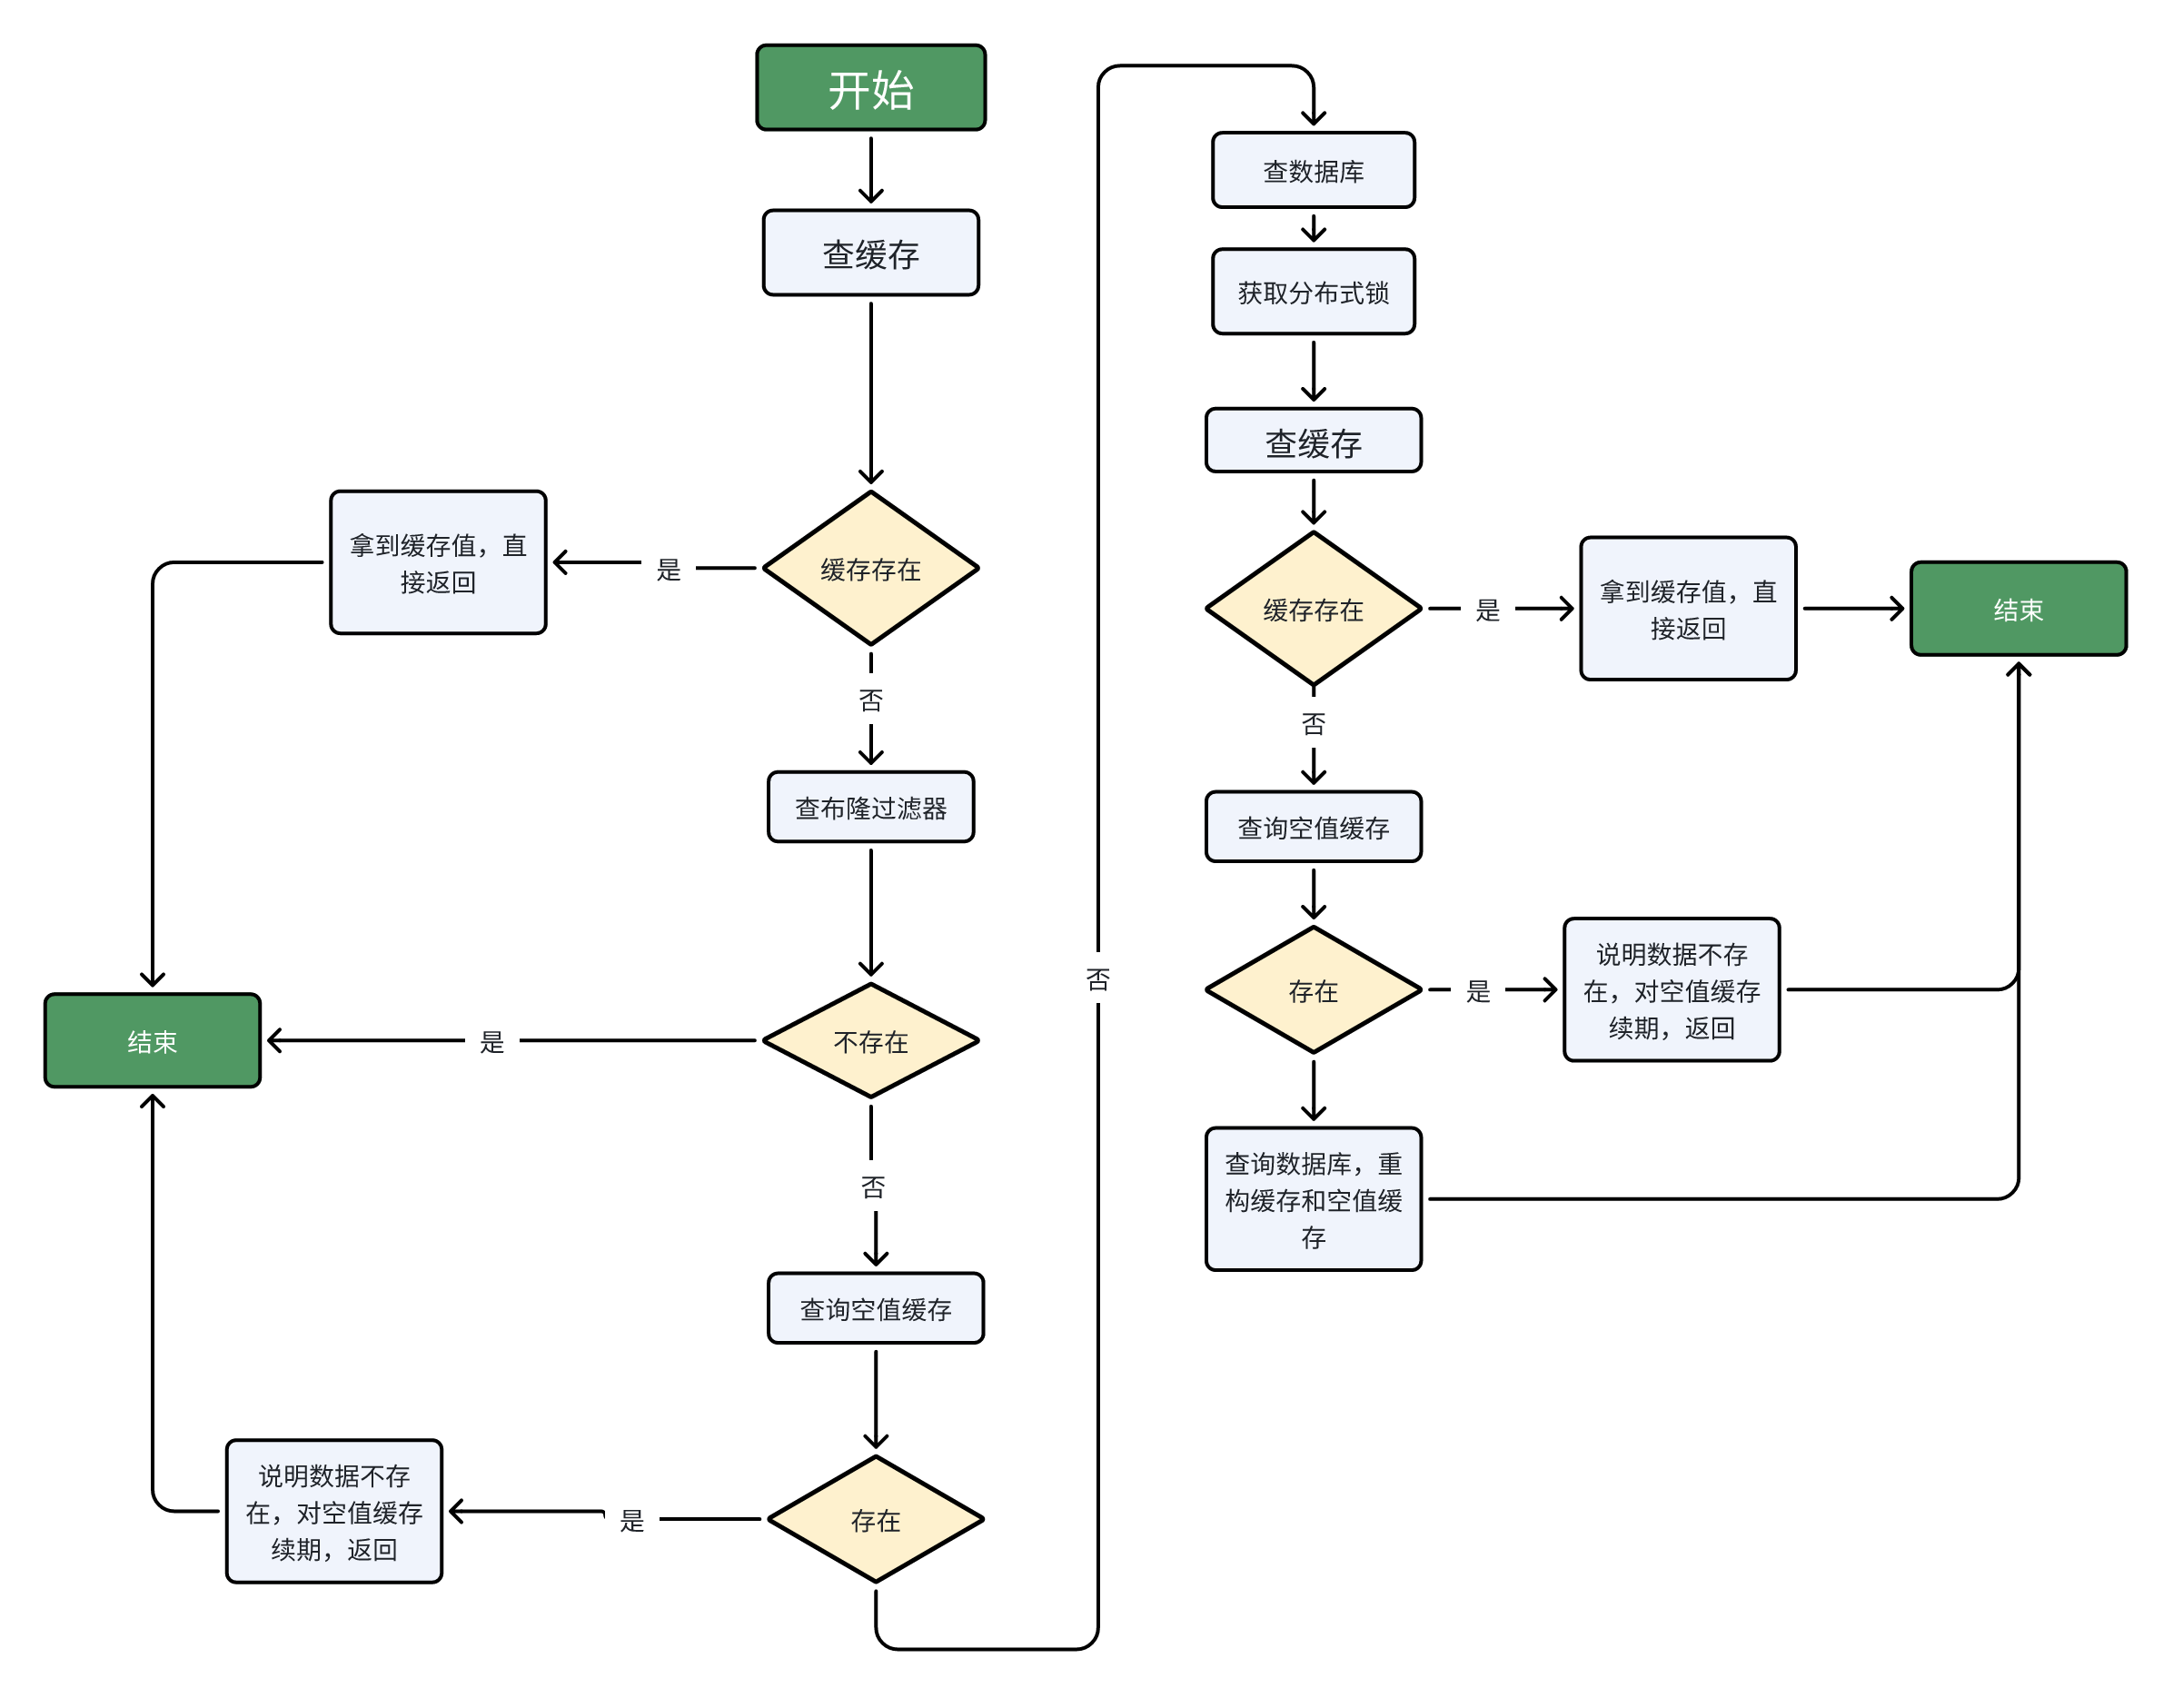 开始
查缓存
缓存存在
是
拿到缓存值，直
接返回
否
查布隆过滤器
不存在
是
结束
否
查询空值缓存
存在
是
说明数据不存
在，对空值缓存
续期，返回
否
查数据库
获取分布式锁
查缓存
缓存存在
是
拿到缓存值，直
接返回
结束
否
查询空值缓存
存在
是
说明数据不存
在，对空值缓存
续期，返回
查询数据库，重
构缓存和空值缓
存